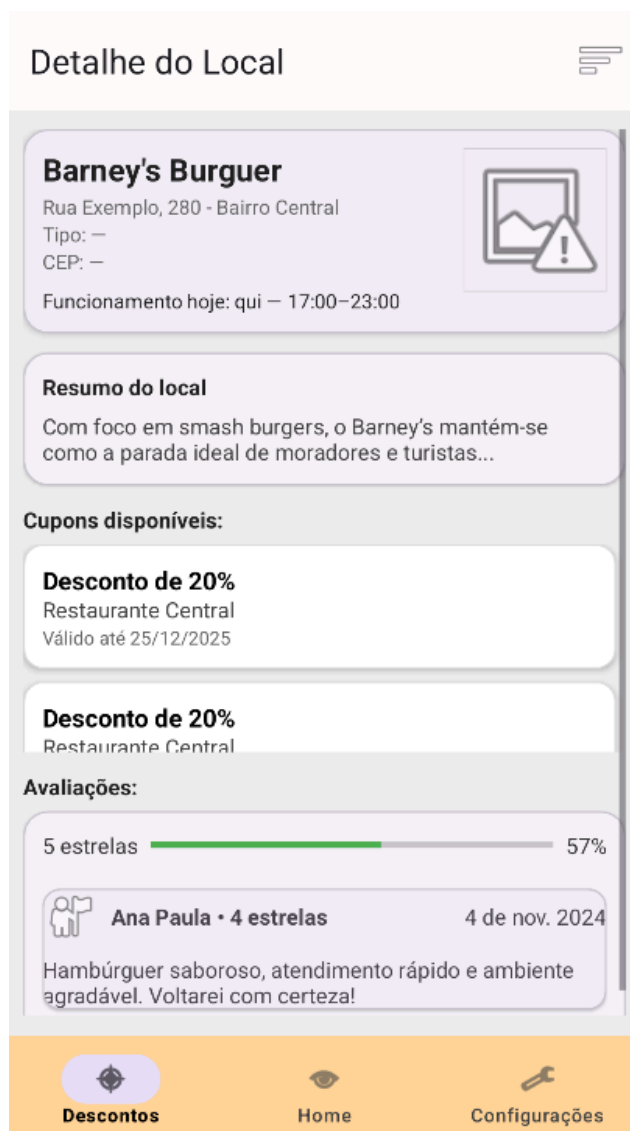 Detalhe do Local
Barney's Burguer
Rua Exemplo, 280 - Bairro Central
Tipo: —
CEP: —
Funcionamento hoje: qui — 17:00–23:00
Resumo do local
Com foco em smash burgers, o Barney's mantém-se
como a parada ideal de moradores e turistas...
Cupons disponíveis:
Desconto de 20%
Restaurante Central
Válido até 25/12/2025
Desconto de 20%
Restaurante Central
Avaliações:
5 estrelas 57%
Ana Paula • 4 estrelas 4 de nov. 2024
Hambúrguer saboroso, atendimento rápido e ambiente
agradável. Voltarei com certeza!
Descontos Home Configurações